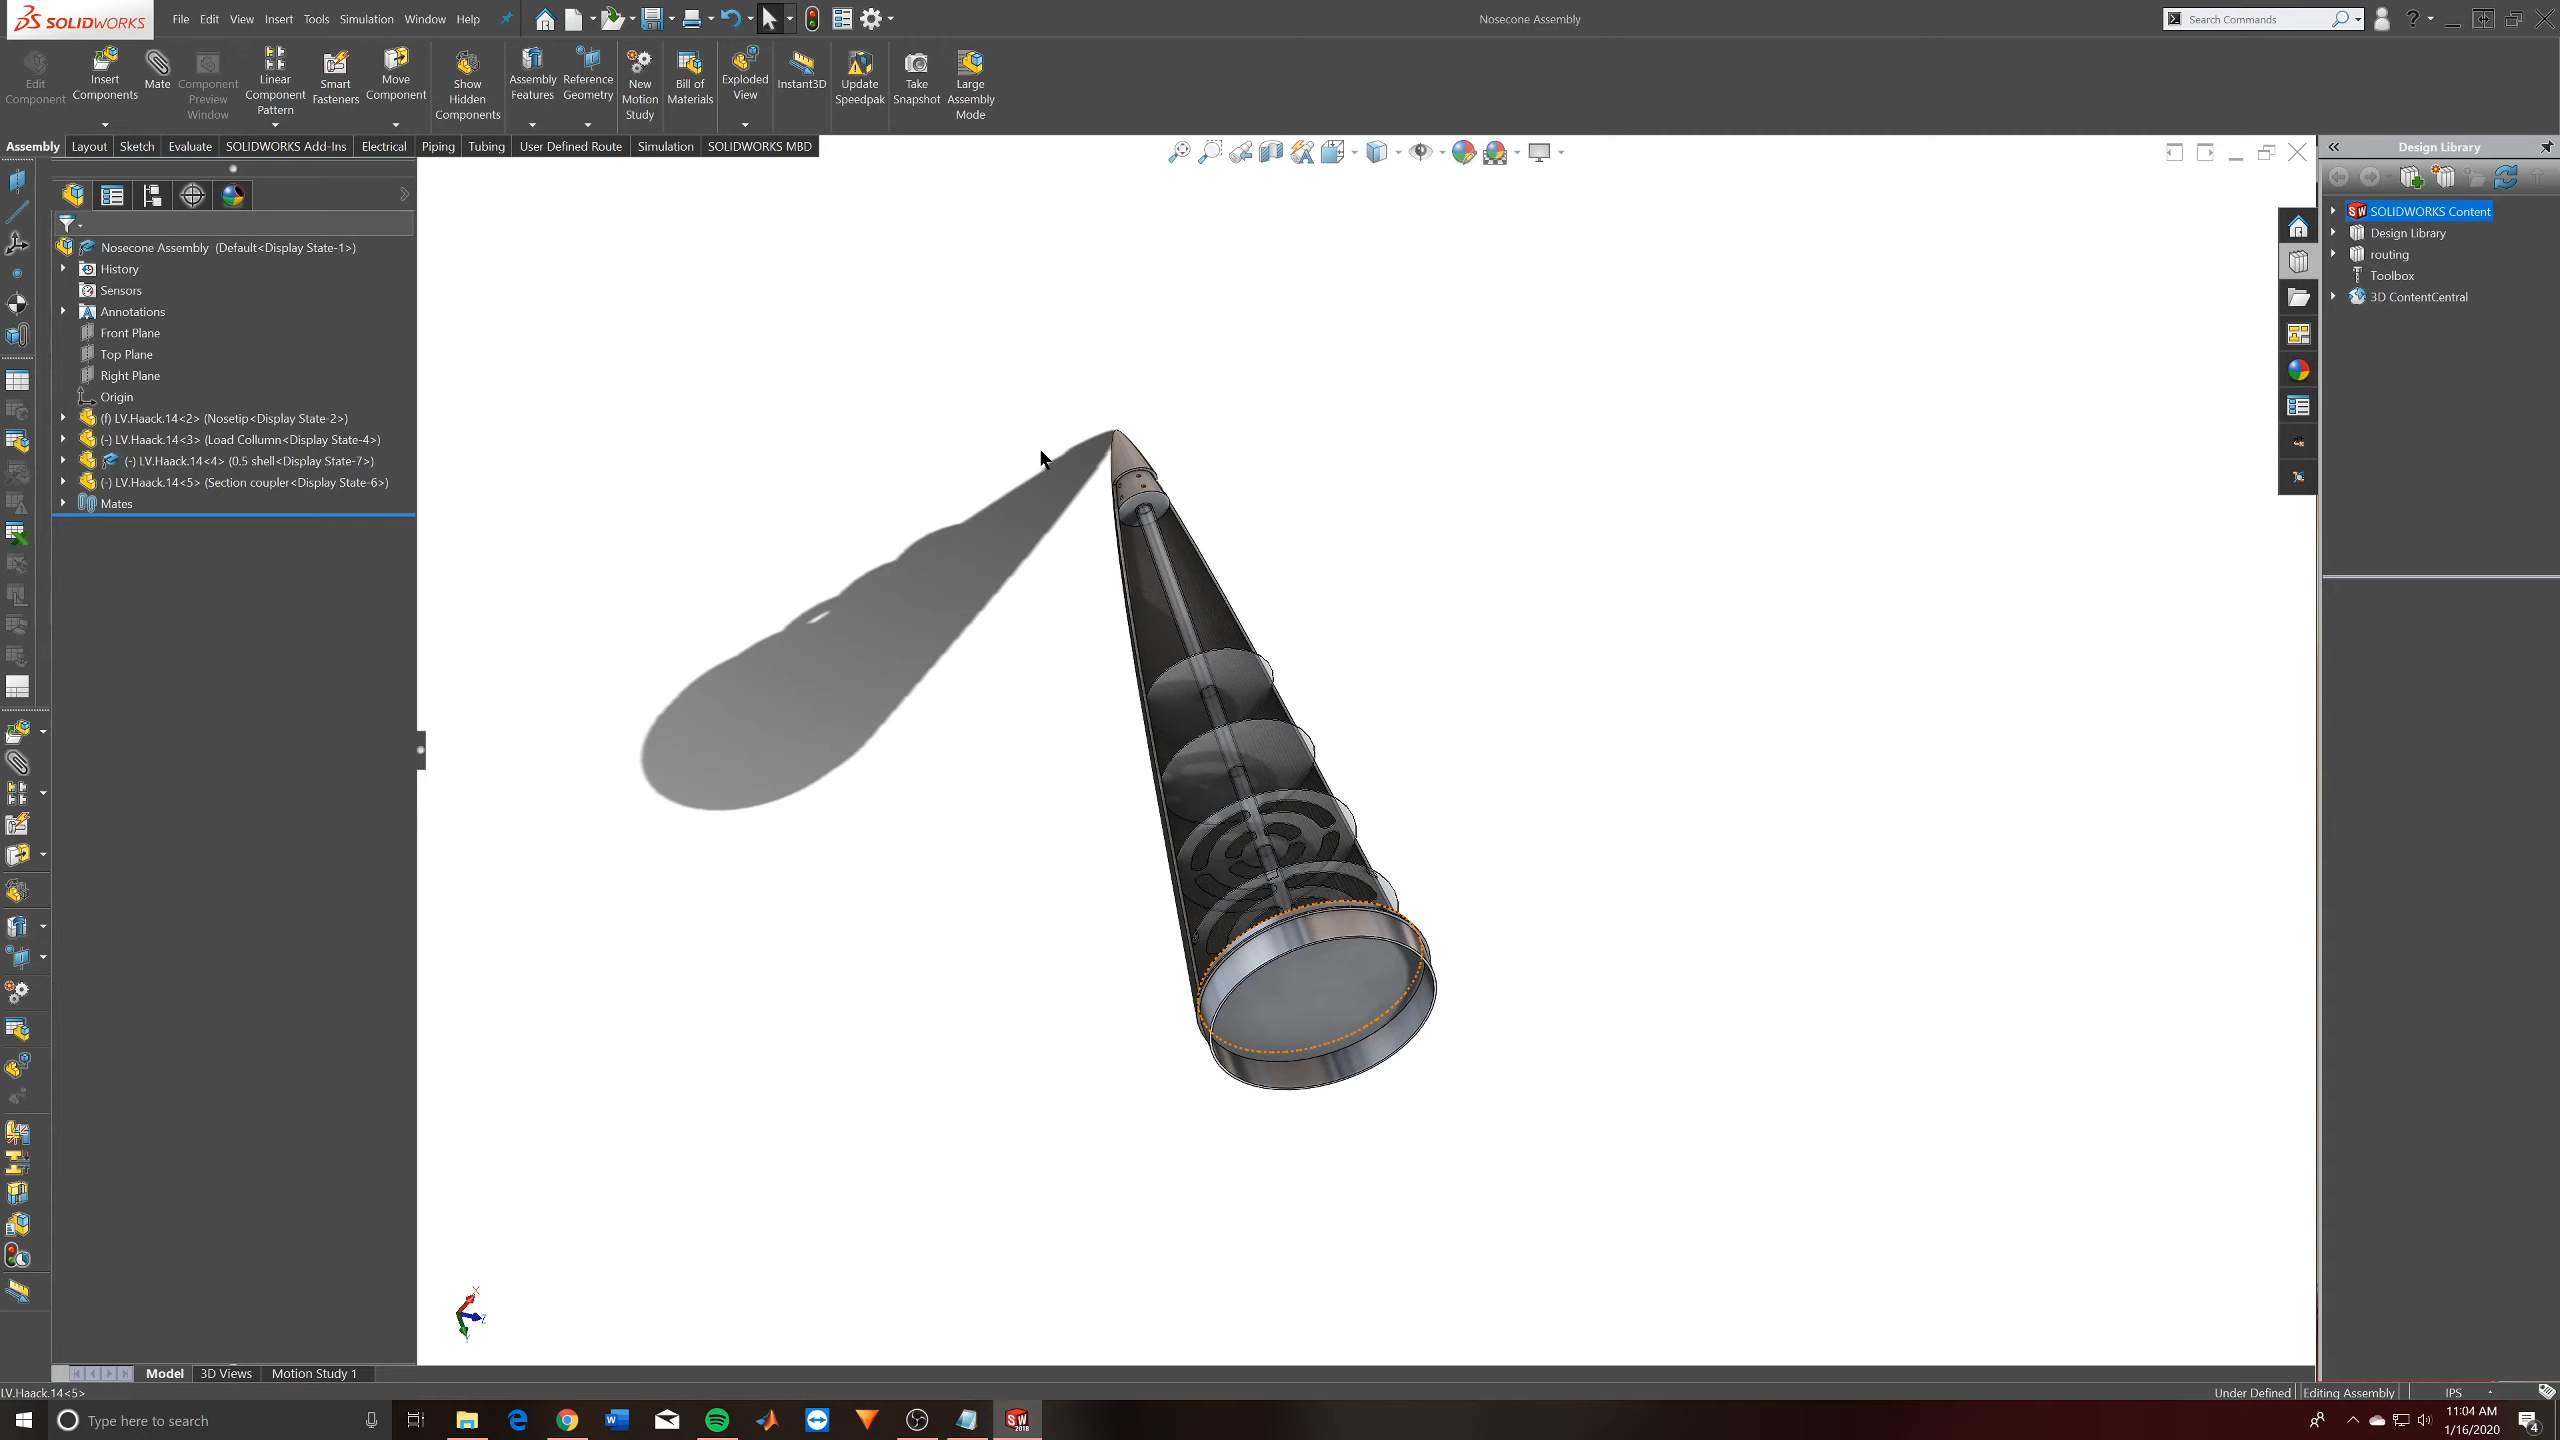 SOLIDWORKS File Edit View Insert Tools Simulation Window Help Nosecone Assembly Search Commands
Edit Component
Insert Components
Mate
Component Preview Window
Linear Component Pattern
Smart Fasteners
Move Component
Show Hidden Components
Assembly Features
Reference Geometry
New Motion Study
Bill of Materials
Exploded View
Instant3D
Update Speedpak
Take Snapshot
Large Assembly Mode
Assembly Layout Sketch Evaluate SOLIDWORKS Add-Ins Electrical Piping Tubing User Defined Route Simulation SOLIDWORKS MBD
Nosecone Assembly (Default<Display State-1>)
History
Sensors
Annotations
Front Plane
Top Plane
Right Plane
Origin
(f) LV.Haack.14<2> (Nosetip<Display State-2>)
(-) LV.Haack.14<3> (Load Collumn<Display State-4>)
(-) LV.Haack.14<4> (0.5 shell<Display State-7>)
(-) LV.Haack.14<5> (Section coupler<Display State-6>)
Mates
Design Library
SOLIDWORKS Content
Design Library
routing
Toolbox
3D ContentCentral
X
Z
Model 3D Views Motion Study 1
LV.Haack.14<5> Under Defined Editing Assembly IPS
Type here to search
SW 2018
11:04 AM
1/16/2020
4